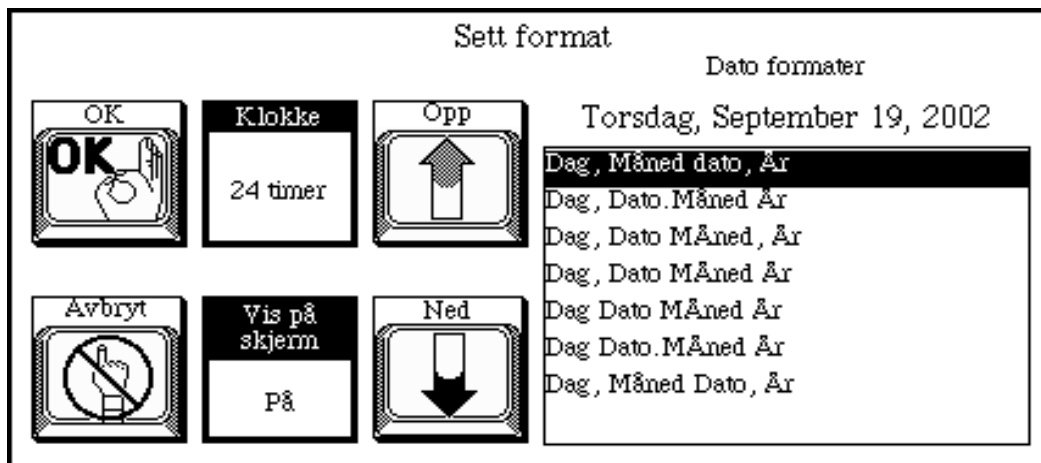 Sett format
Dato formater
OK
OK
Klokke
24 timer
Opp
Avbryt
Vis på
skjerm
På
Ned
Torsdag, September 19, 2002
Dag, Måned dato, År
Dag, Dato.Måned År
Dag, Dato MÅned, År
Dag, Dato MÅned År
Dag Dato MÅned År
Dag Dato.MÅned År
Dag, Måned Dato, År